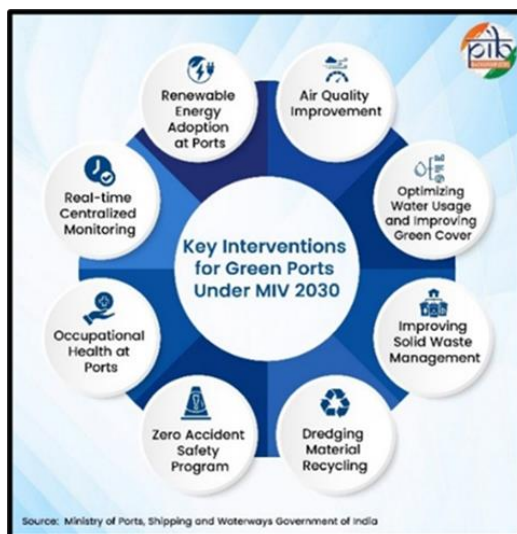 pib
Renewable
Energy
Adoption
at Ports
Air Quality
Improvement
Real-time
Centralized
Monitoring
Optimizing
Water Usage
and Improving
Green Cover
Key Interventions
for Green Ports
Under MIV 2030
Occupational
Health at
Ports
Improving
Solid Waste
Management
Zero Accident
Safety
Program
Dredging
Material
Recycling
Source: Ministry of Ports, Shipping and Waterways Government of India